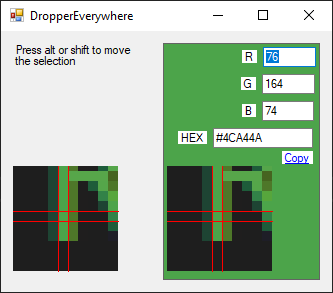 DropperEverywhere
Press alt or shift to move
the selection
R 76
G 164
B 74
HEX #4CA44A
Copy